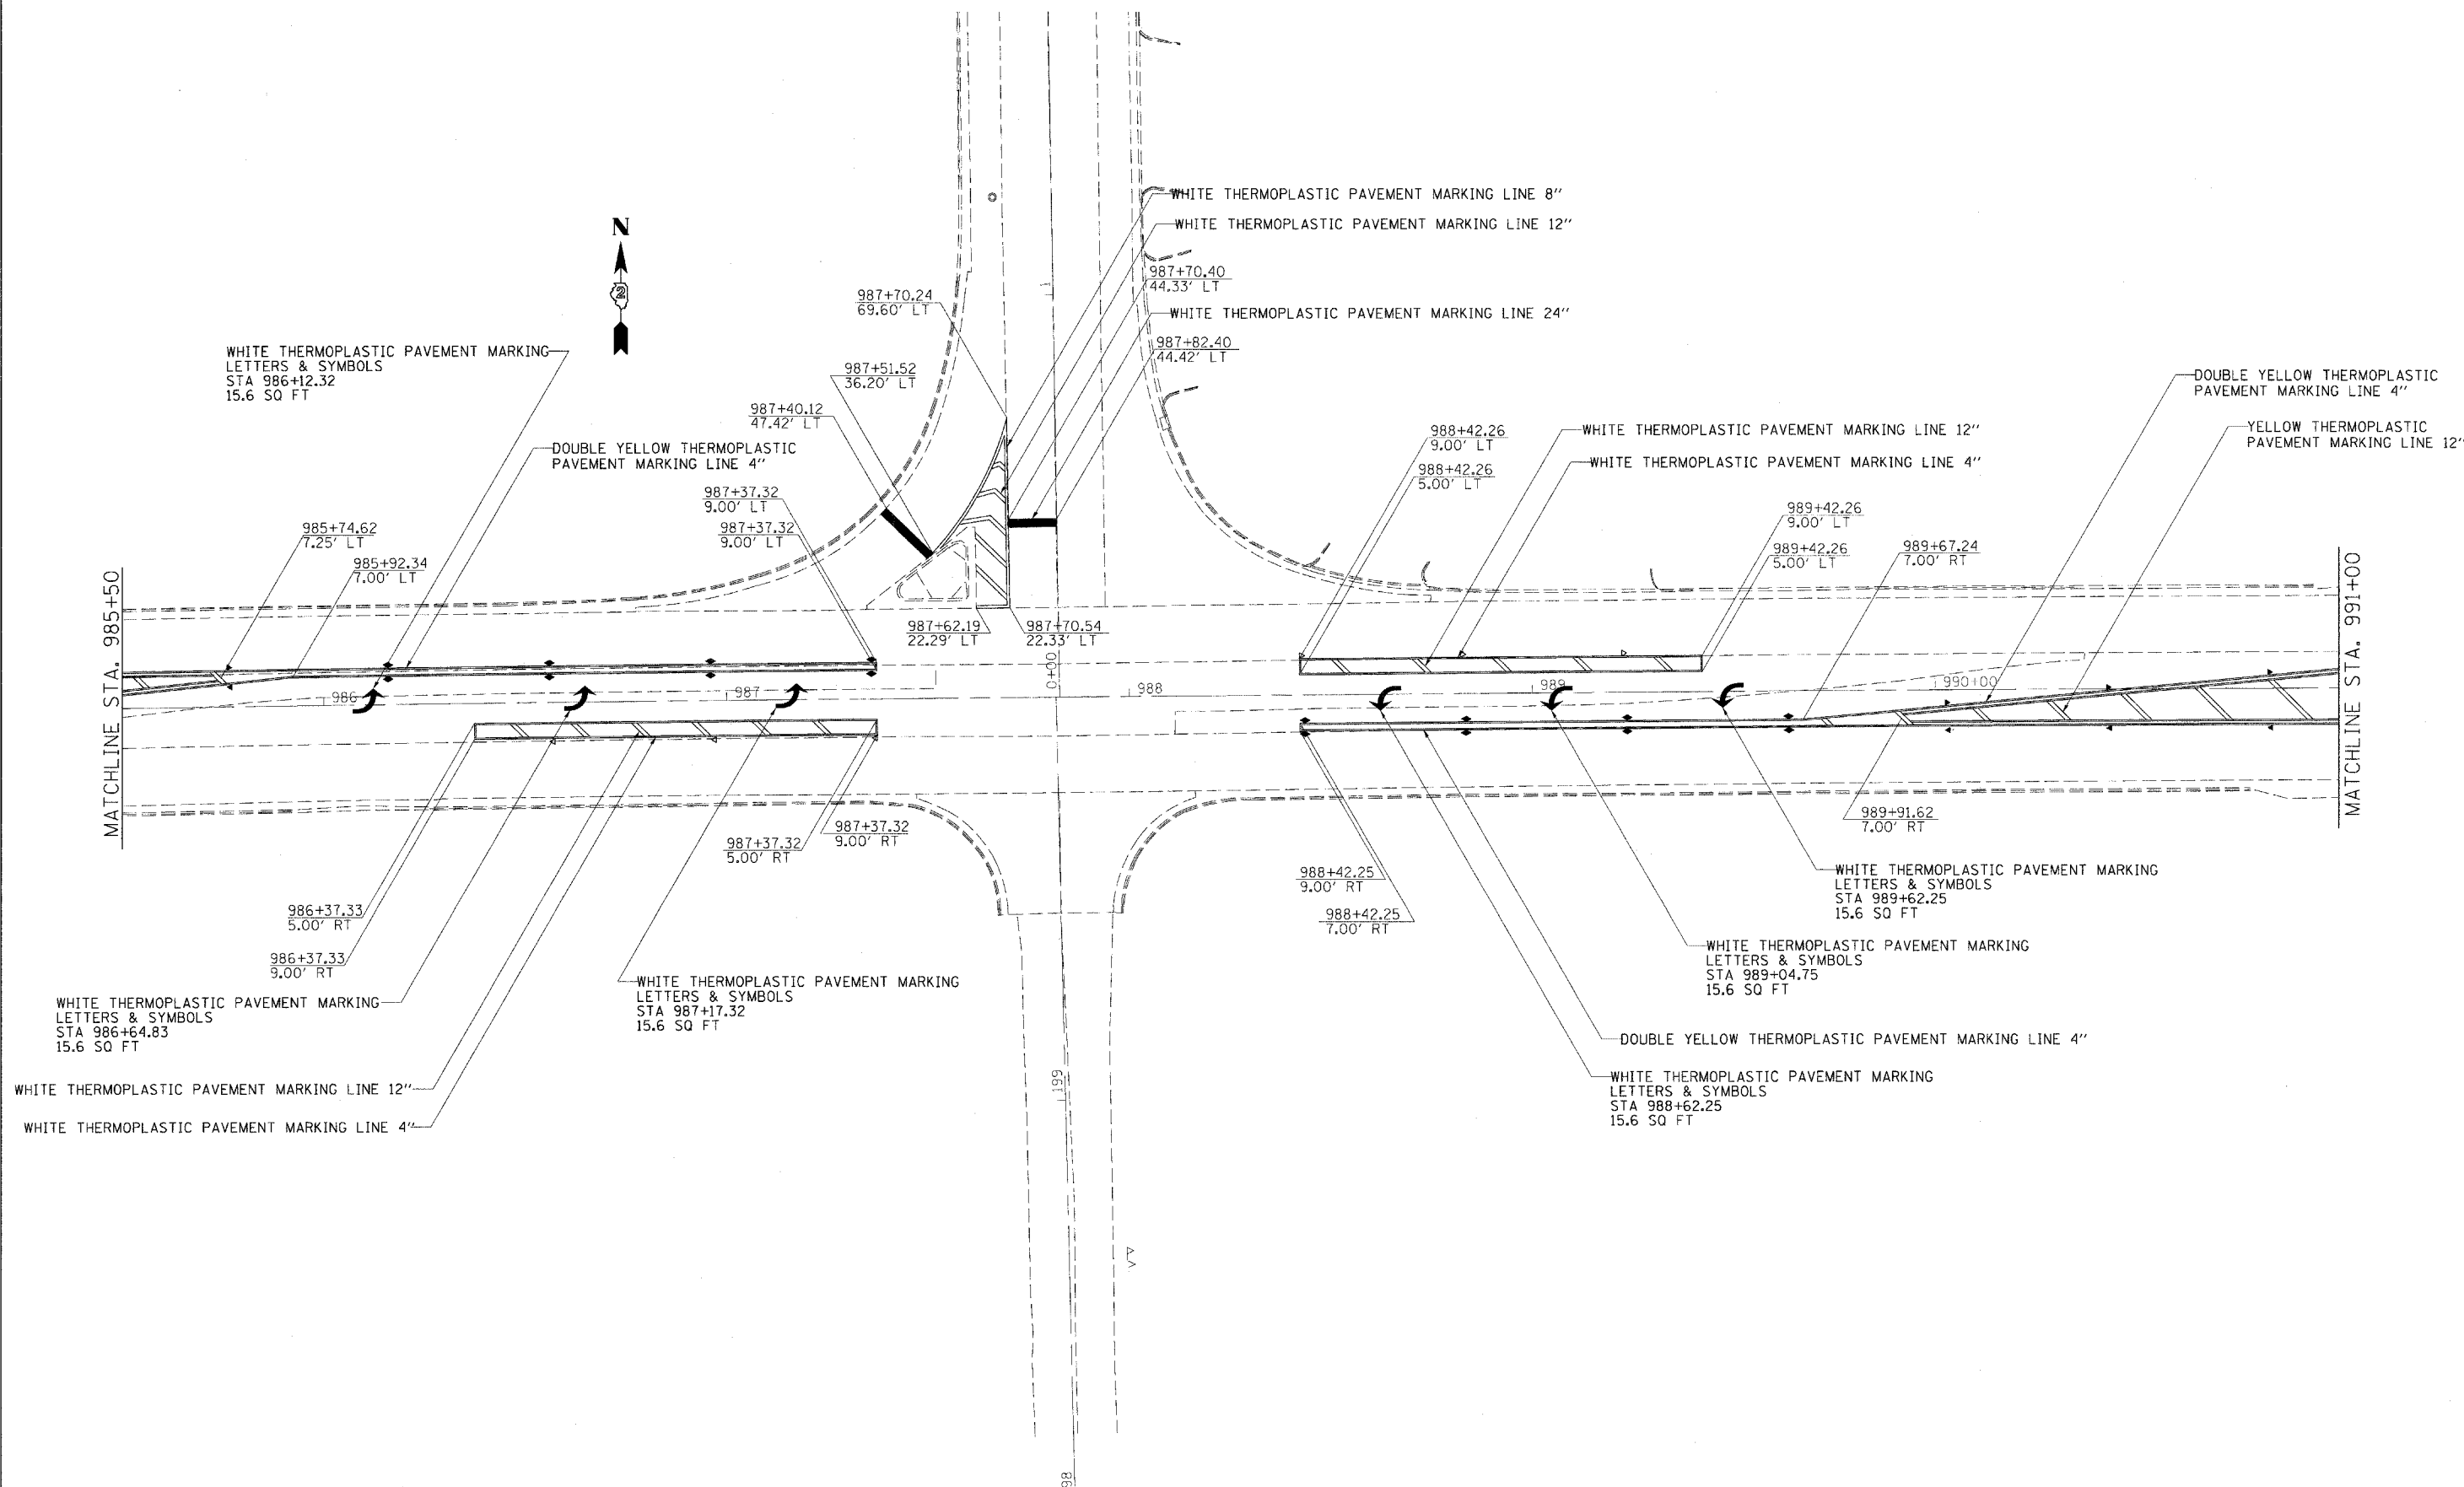 WHITE THERMOPLASTIC PAVEMENT MARKING LINE 8"
N
WHITE THERMOPLASTIC PAVEMENT MARKING LINE 12"
2
987+70.40
44.33' LT
987+70.24
69.60' LT
WHITE THERMOPLASTIC PAVEMENT MARKING LINE 24"
987+82.40
44.42' LT
WHITE THERMOPLASTIC PAVEMENT MARKING
LETTERS & SYMBOLS
STA 986+12.32
15.6 SQ FT
987+51.52
36.20' LT
DOUBLE YELLOW THERMOPLASTIC
PAVEMENT MARKING LINE 4"
987+40.12
47.42' LT
988+42.26
9.00' LT
WHITE THERMOPLASTIC PAVEMENT MARKING LINE 12"
YELLOW THERMOPLASTIC
PAVEMENT MARKING LINE 12"
DOUBLE YELLOW THERMOPLASTIC
PAVEMENT MARKING LINE 4"
988+42.26
5.00' LT
WHITE THERMOPLASTIC PAVEMENT MARKING LINE 4"
987+37.32
9.00' LT
987+37.32
9.00' LT
985+74.62
7.25' LT
985+92.34
7.00' LT
989+42.26
9.00' LT
989+42.26
5.00' LT
989+67.24
7.00' RT
MATCHLINE STA. 985+50
MATCHLINE STA. 991+00
987+62.19
22.29' LT
987+70.54
22.33' LT
0+00
986
987
988
989
990+00
987+37.32
5.00' RT
987+37.32
9.00' RT
989+91.62
7.00' RT
988+42.25
9.00' RT
988+42.25
7.00' RT
WHITE THERMOPLASTIC PAVEMENT MARKING
LETTERS & SYMBOLS
STA 989+62.25
15.6 SQ FT
986+37.33
5.00' RT
986+37.33
9.00' RT
WHITE THERMOPLASTIC PAVEMENT MARKING
LETTERS & SYMBOLS
STA 989+04.75
15.6 SQ FT
WHITE THERMOPLASTIC PAVEMENT MARKING
LETTERS & SYMBOLS
STA 987+17.32
15.6 SQ FT
WHITE THERMOPLASTIC PAVEMENT MARKING
LETTERS & SYMBOLS
STA 986+64.83
15.6 SQ FT
DOUBLE YELLOW THERMOPLASTIC PAVEMENT MARKING LINE 4"
WHITE THERMOPLASTIC PAVEMENT MARKING
LETTERS & SYMBOLS
STA 988+62.25
15.6 SQ FT
WHITE THERMOPLASTIC PAVEMENT MARKING LINE 12"
199
WHITE THERMOPLASTIC PAVEMENT MARKING LINE 4"
98